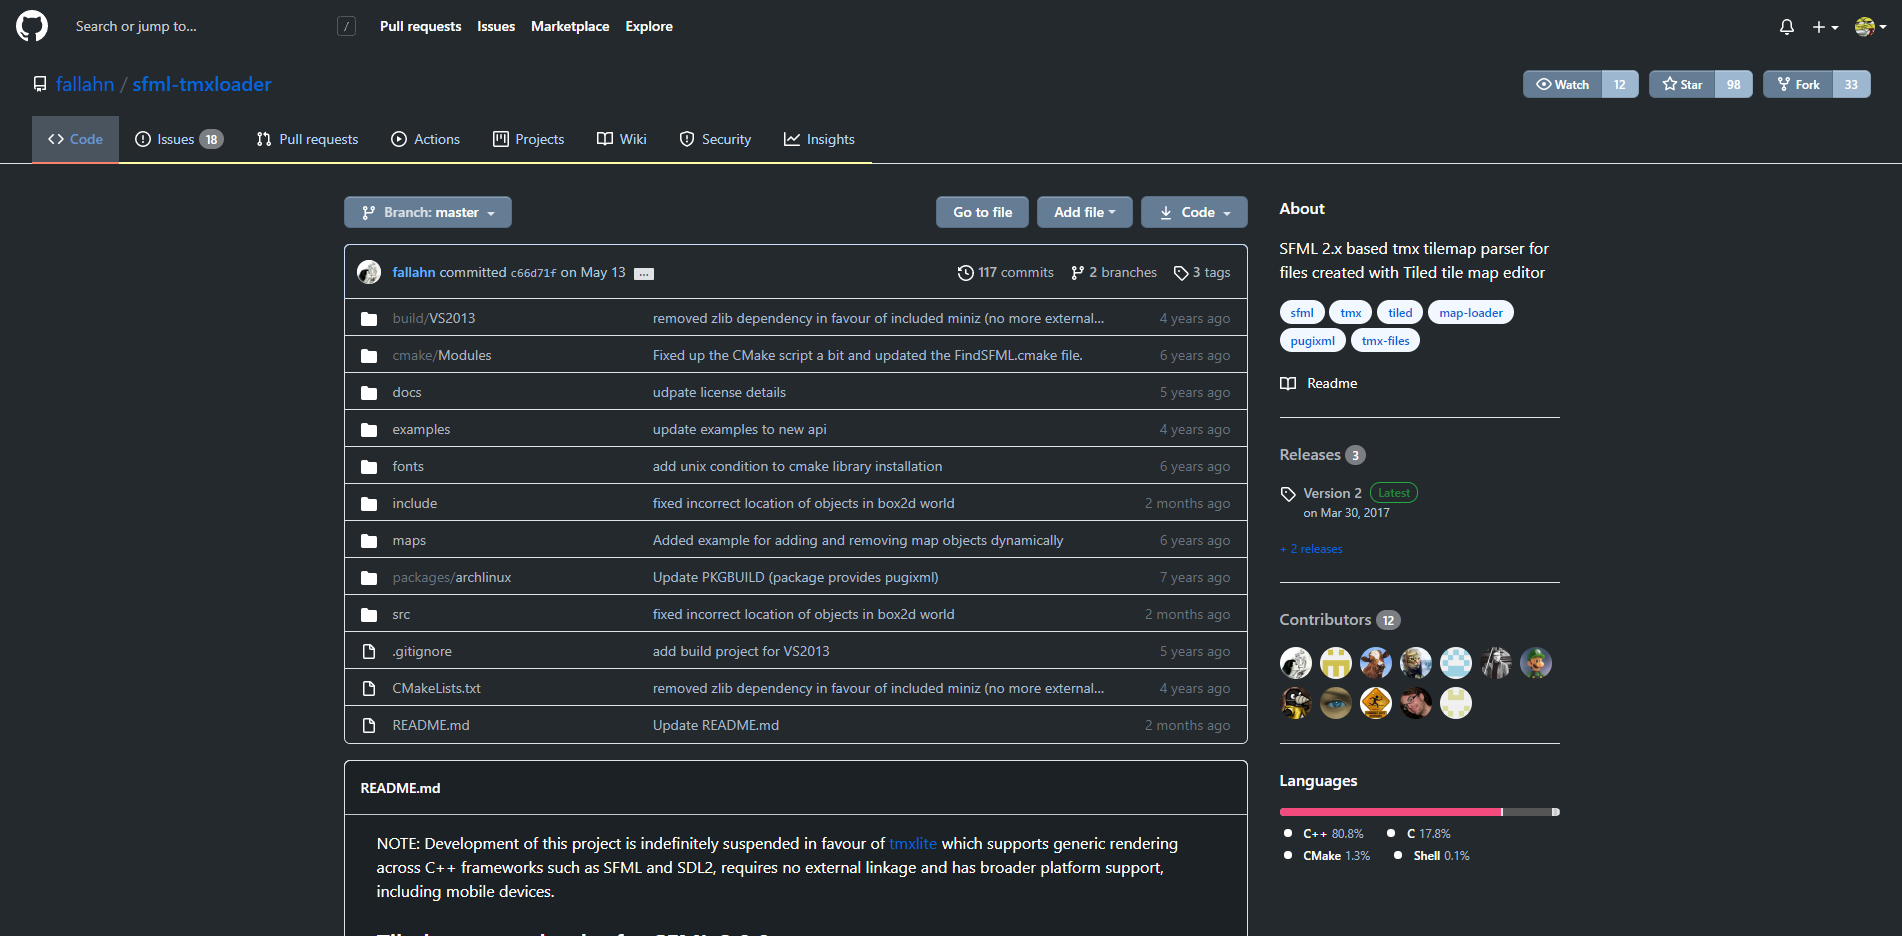 Search or jump to... / Pull requests Issues Marketplace Explore
fallahn / sfml-tmxloader Watch 12 Star 98 Fork 33
Code Issues 18 Pull requests Actions Projects Wiki Security Insights
Branch: master Go to file Add file Code
fallahn committed c66d71f on May 13 ... 117 commits 2 branches 3 tags
build/VS2013 removed zlib dependency in favour of included miniz (no more external... 4 years ago
cmake/Modules Fixed up the CMake script a bit and updated the FindSFML.cmake file. 6 years ago
docs udpate license details 5 years ago
examples update examples to new api 4 years ago
fonts add unix condition to cmake library installation 6 years ago
include fixed incorrect location of objects in box2d world 2 months ago
maps Added example for adding and removing map objects dynamically 6 years ago
packages/archlinux Update PKGBUILD (package provides pugixml) 7 years ago
src fixed incorrect location of objects in box2d world 2 months ago
.gitignore add build project for VS2013 5 years ago
CMakeLists.txt removed zlib dependency in favour of included miniz (no more external... 4 years ago
README.md Update README.md 2 months ago
README.md
NOTE: Development of this project is indefinitely suspended in favour of tmxlite which supports generic rendering
across C++ frameworks such as SFML and SDL2, requires no external linkage and has broader platform support,
including mobile devices.
About
SFML 2.x based tmx tilemap parser for
files created with Tiled tile map editor
sfml tmx tiled map-loader
pugixml tmx-files
Readme
Releases 3
Version 2 Latest
on Mar 30, 2017
+ 2 releases
Contributors 12
Languages
C++ 80.8% C 17.8%
CMake 1.3% Shell 0.1%